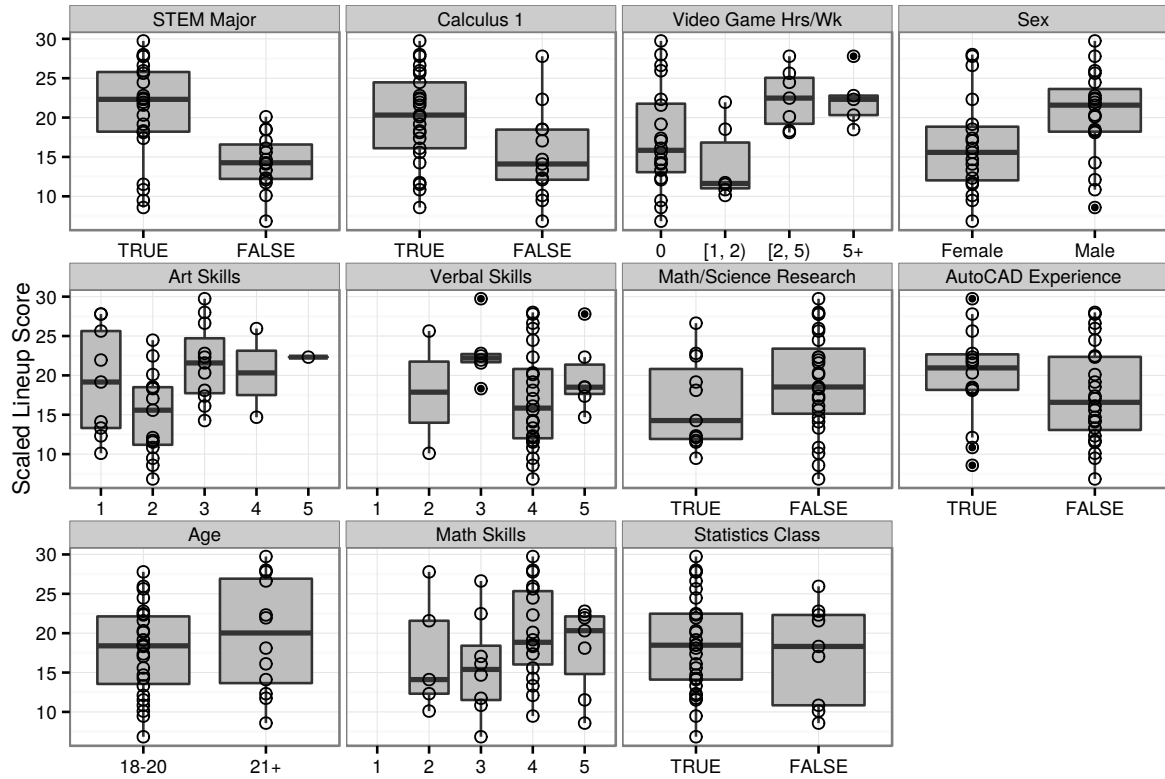 STEM Major
Calculus 1
Video Game Hrs/Wk
Sex
30
25
20
15
10
TRUE FALSE
TRUE FALSE
0 [1, 2) [2, 5) 5+
Female Male
Scaled Lineup Score
Art Skills
Verbal Skills
Math/Science Research
AutoCAD Experience
30
25
20
15
10
1 2 3 4 5
1 2 3 4 5
TRUE FALSE
TRUE FALSE
Age
Math Skills
Statistics Class
30
25
20
15
10
18-20 21+
1 2 3 4 5
TRUE FALSE